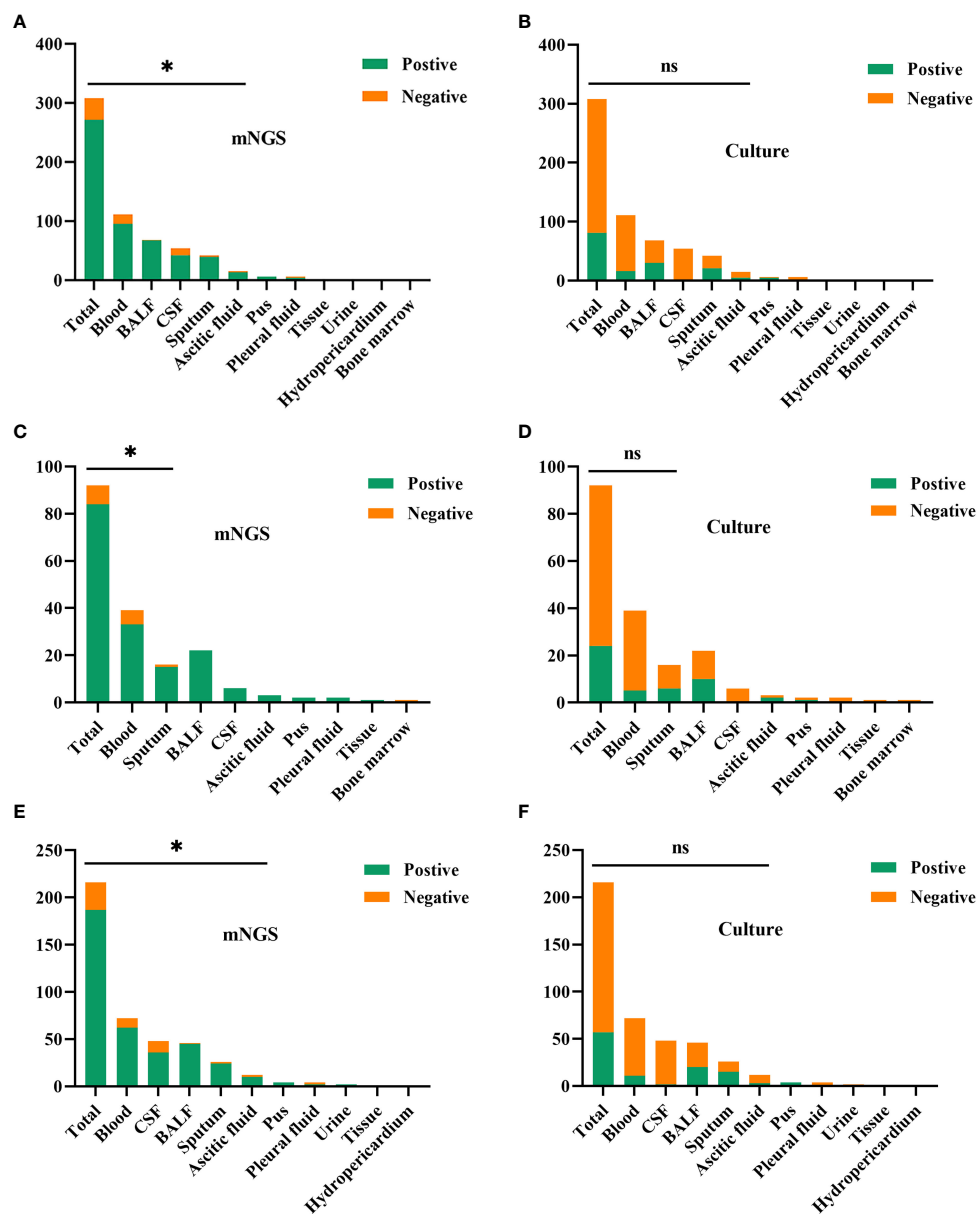 A
400
300
200
100
0
*
mNGS
Postive
Negative
Total
Blood
BALF
CSF
Sputum
Ascitic fluid
Pus
Pleural fluid
Tissue
Urine
Hydropericardium
Bone marrow
B
400
300
200
100
0
ns
Culture
Postive
Negative
Total
Blood
BALF
CSF
Sputum
Ascitic fluid
Pus
Pleural fluid
Tissue
Urine
Hydropericardium
Bone marrow
C
100
80
60
40
20
0
*
mNGS
Postive
Negative
Total
Blood
Sputum
BALF
CSF
Ascitic fluid
Pus
Pleural fluid
Tissue
Bone marrow
D
100
80
60
40
20
0
ns
Culture
Postive
Negative
Total
Blood
Sputum
BALF
CSF
Ascitic fluid
Pus
Pleural fluid
Tissue
Bone marrow
E
250
200
150
100
50
0
*
mNGS
Postive
Negative
Total
Blood
CSF
BALF
Sputum
Ascitic fluid
Pus
Pleural fluid
Urine
Tissue
Hydropericardium
F
250
200
150
100
50
0
ns
Culture
Postive
Negative
Total
Blood
CSF
BALF
Sputum
Ascitic fluid
Pus
Pleural fluid
Urine
Tissue
Hydropericardium